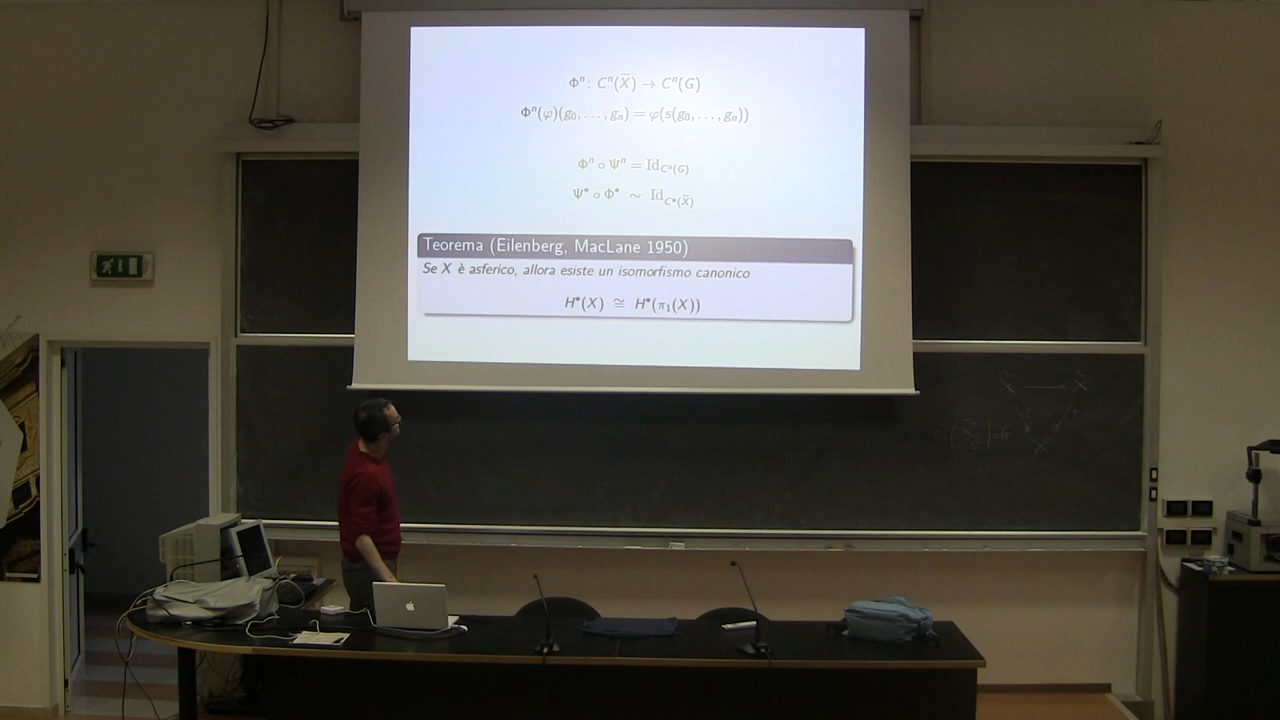 Φⁿ: Cⁿ(X̃) → Cⁿ(G)
Φⁿ(φ)(g₀, …, gₙ) = φ(s(g₀, …, gₙ))
Φⁿ ∘ Ψⁿ = Id_{Cⁿ(G)}
Ψ• ∘ Φ• ∼ Id_{C•(X̃)}
Teorema (Eilenberg, MacLane 1950)
Se X è asferico, allora esiste un isomorfismo canonico
H•(X) ≅ H•(π₁(X))